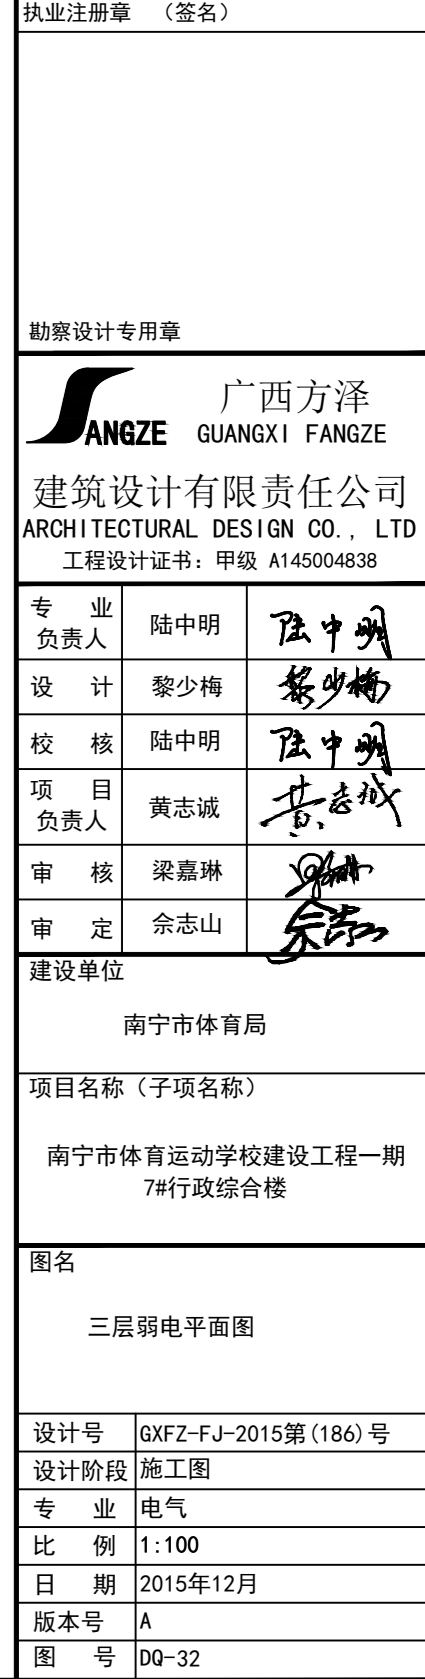 执业注册章 （签名）
勘察设计专用章
广西方泽
ANGZE GUANGXI FANGZE
建筑设计有限责任公司
ARCHITECTURAL DESIGN CO., LTD
工程设计证书：甲级 A145004838
专 业
负责人 陆中明 陆中明
设 计 黎少梅 黎少梅
校 核 陆中明 陆中明
项 目
负责人 黄志诚 黄志诚
审 核 梁嘉琳
审 定 佘志山 佘志山
建设单位
南宁市体育局
项目名称（子项名称）
南宁市体育运动学校建设工程一期
7#行政综合楼
图名
三层弱电平面图
设计号 GXFZ-FJ-2015第(186)号
设计阶段 施工图
专 业 电气
比 例 1:100
日 期 2015年12月
版本号 A
图 号 DQ-32